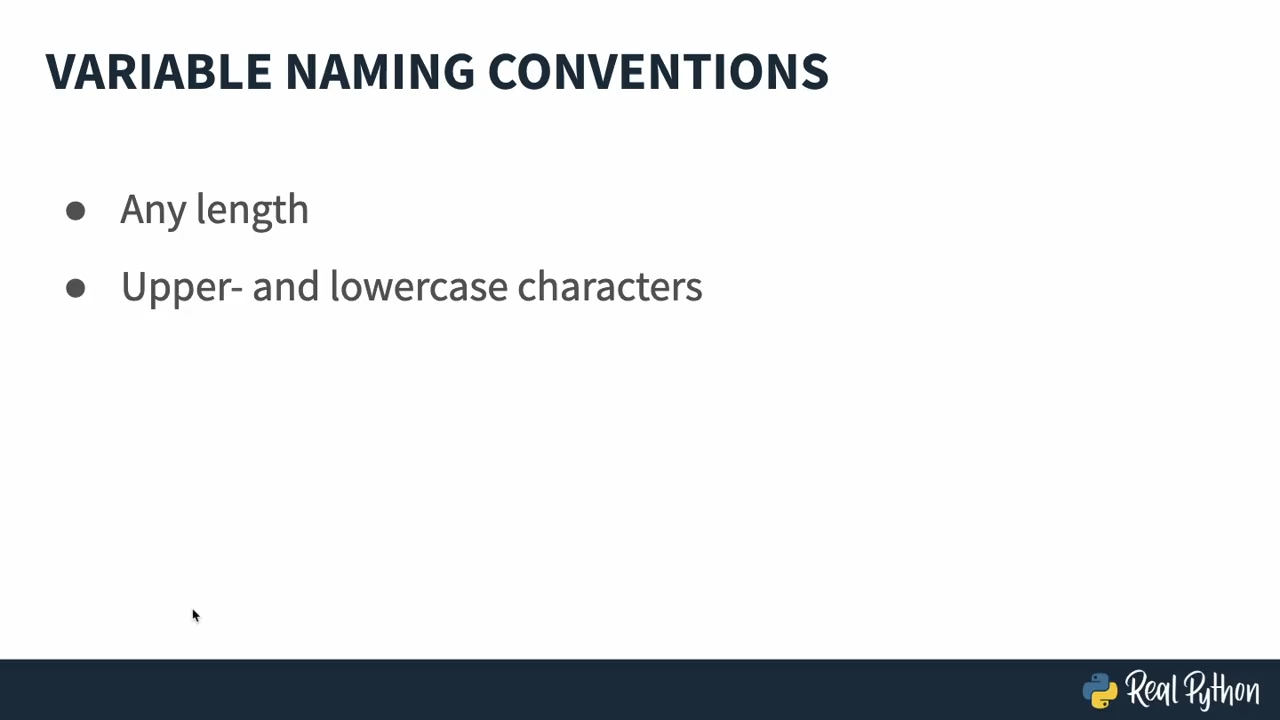 VARIABLE NAMING CONVENTIONS
● Any length
● Upper- and lowercase characters
Real Python